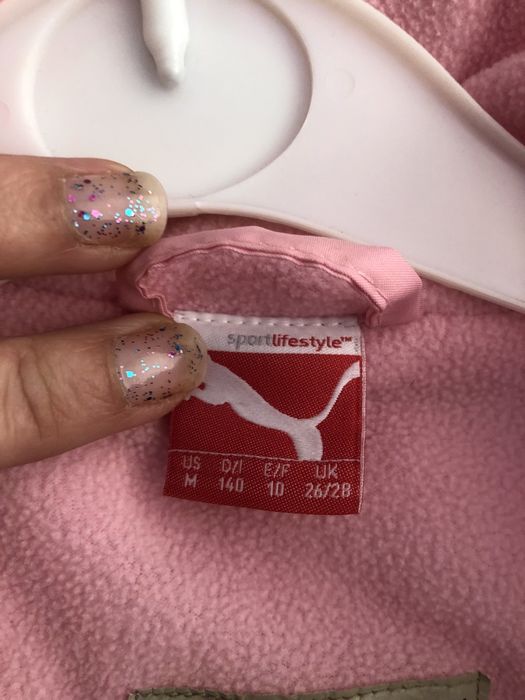 sportlifestyle™
US D/I E/F UK
M 140 10 26/28